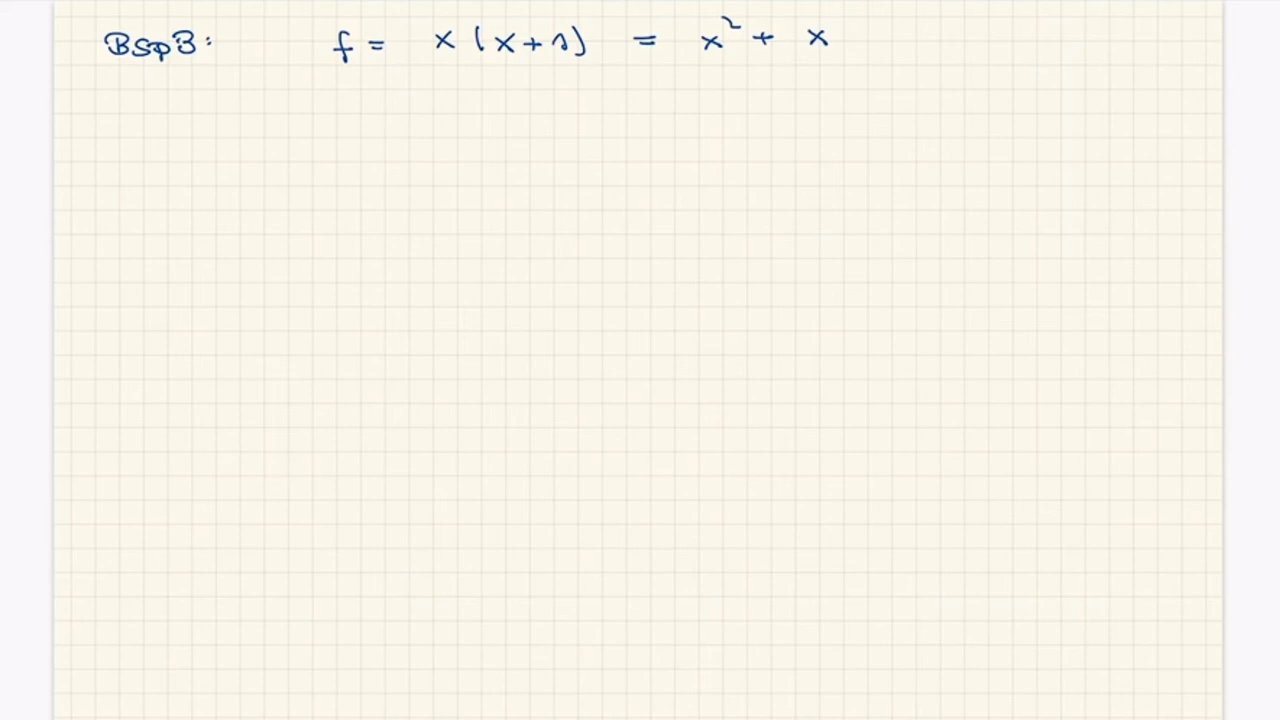 Bsp3: f = x (x+1) = x² + x